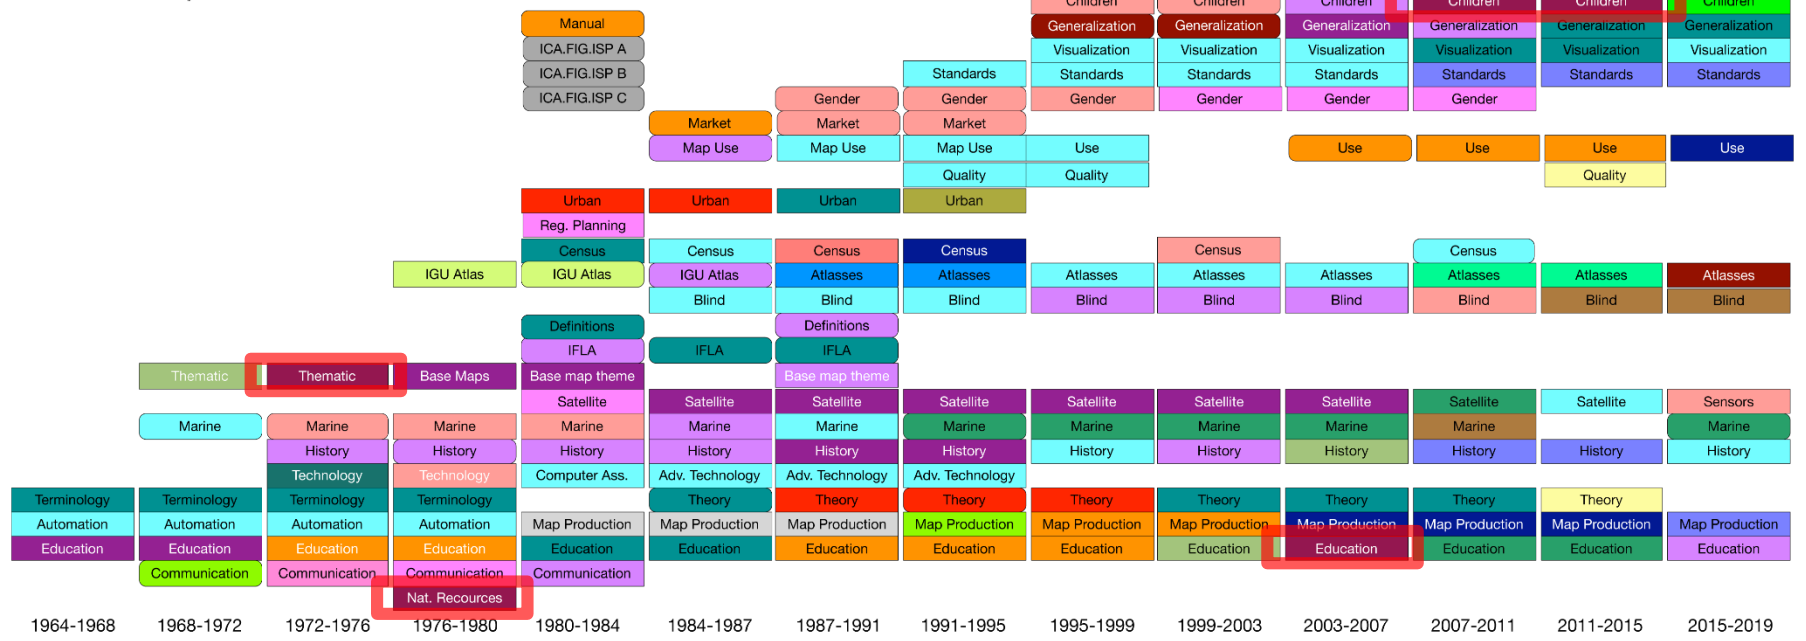 Children Children Children Children Children Children
Manual Generalization Generalization Generalization Generalization Generalization Generalization
ICA.FIG.ISP A Visualization Visualization Visualization Visualization Visualization Visualization
ICA.FIG.ISP B Standards Standards Standards Standards Standards Standards Standards
ICA.FIG.ISP C Gender Gender Gender Gender Gender Gender
Market Market Market
Map Use Map Use Map Use Use Use Use Use Use
Quality Quality Quality
Urban Urban Urban Urban
Reg. Planning
Census Census Census Census Census Census
IGU Atlas IGU Atlas IGU Atlas Atlasses Atlasses Atlasses Atlasses Atlasses Atlasses Atlasses Atlasses
Blind Blind Blind Blind Blind Blind Blind Blind Blind
Definitions Definitions
IFLA IFLA IFLA
Thematic Thematic Base Maps Base map theme Base map theme
Satellite Satellite Satellite Satellite Satellite Satellite Satellite Satellite Satellite Sensors
Marine Marine Marine Marine Marine Marine Marine Marine Marine Marine Marine Marine
History History History History History History History History History History History History
Technology Technology Computer Ass. Adv. Technology Adv. Technology Adv. Technology
Terminology Terminology Terminology Terminology Theory Theory Theory Theory Theory Theory Theory Theory
Automation Automation Automation Automation Map Production Map Production Map Production Map Production Map Production Map Production Map Production Map Production Map Production Map Production
Education Education Education Education Education Education Education Education Education Education Education Education Education Education
Communication Communication Communication Communication
Nat. Recources
1964-1968 1968-1972 1972-1976 1976-1980 1980-1984 1984-1987 1987-1991 1991-1995 1995-1999 1999-2003 2003-2007 2007-2011 2011-2015 2015-2019